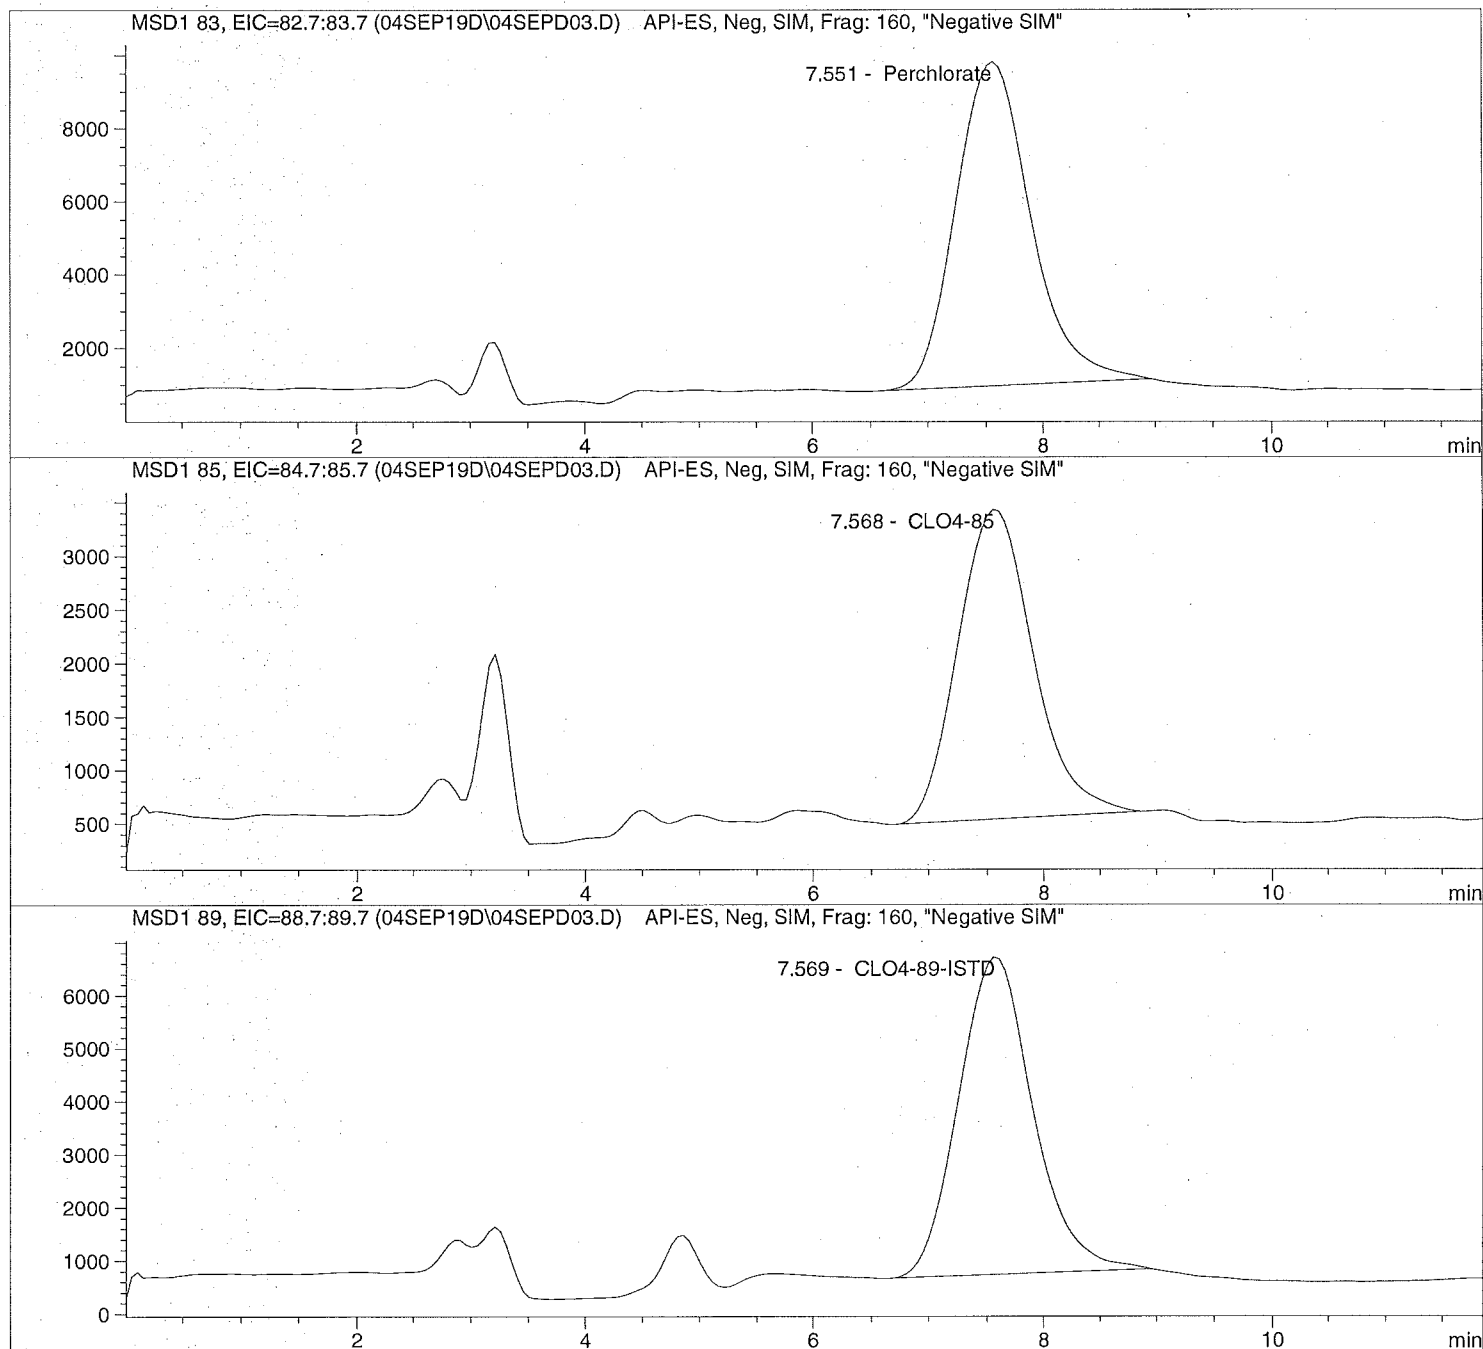 MSD1 83, EIC=82.7:83.7 (04SEP19D\04SEPD03.D) API-ES, Neg, SIM, Frag: 160, "Negative SIM"
7.551 - Perchlorate
8000
6000
4000
2000
2 4 6 8 10 min
MSD1 85, EIC=84.7:85.7 (04SEP19D\04SEPD03.D) API-ES, Neg, SIM, Frag: 160, "Negative SIM"
7.568 - CLO4-85
3000
2500
2000
1500
1000
500
2 4 6 8 10 min
MSD1 89, EIC=88.7:89.7 (04SEP19D\04SEPD03.D) API-ES, Neg, SIM, Frag: 160, "Negative SIM"
7.569 - CLO4-89-ISTD
6000
5000
4000
3000
2000
1000
0
2 4 6 8 10 min